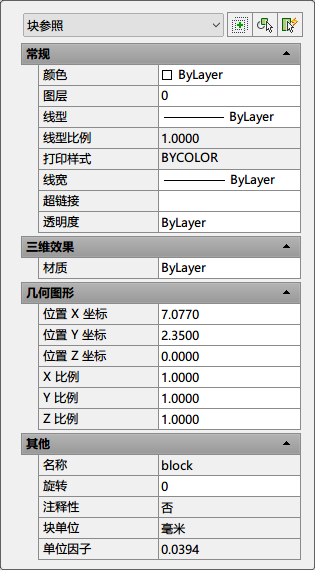 块参照
常规
颜色 ByLayer
图层 0
线型 ByLayer
线型比例 1.0000
打印样式 BYCOLOR
线宽 ByLayer
超链接
透明度 ByLayer
三维效果
材质 ByLayer
几何图形
位置 X 坐标 7.0770
位置 Y 坐标 2.3500
位置 Z 坐标 0.0000
X 比例 1.0000
Y 比例 1.0000
Z 比例 1.0000
其他
名称 block
旋转 0
注释性 否
块单位 毫米
单位因子 0.0394